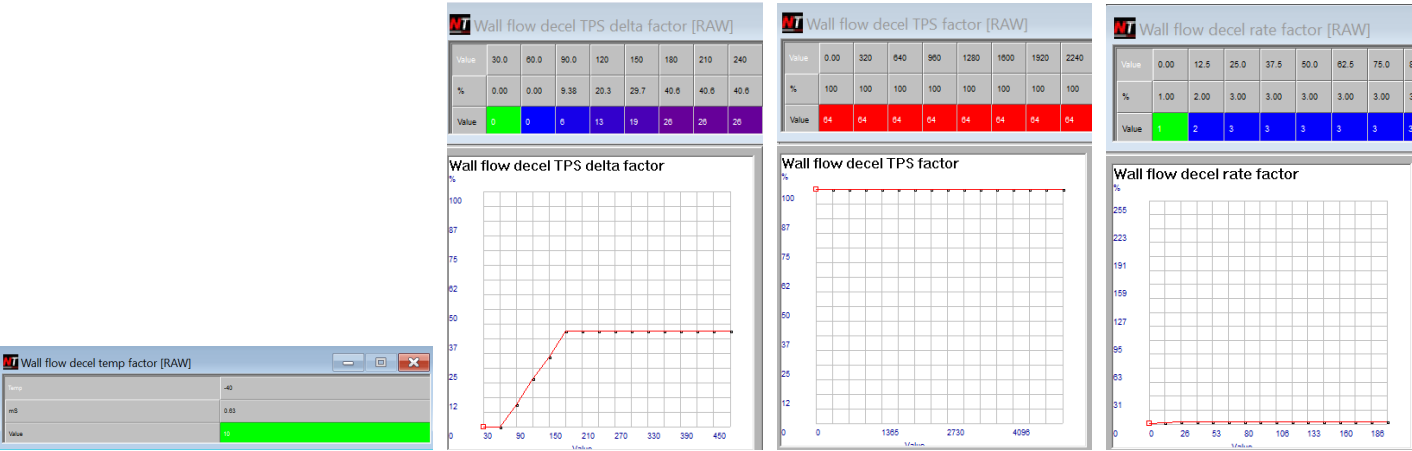 NT Wall flow decel temp factor [RAW]
Temp -40
mS 0.63
Value 10
NT Wall flow decel TPS delta factor [RAW]
Value 30.0 60.0 90.0 120 150 180 210 240
% 0.00 0.00 9.38 20.3 29.7 40.6 40.6 40.6
Value 0 0 6 13 19 26 26 26
Wall flow decel TPS delta factor
%
100
87
75
62
50
37
25
12
0 30 90 150 210 270 330 390 450
Value
NT Wall flow decel TPS factor [RAW]
Value 0.00 320 640 960 1280 1600 1920 2240
% 100 100 100 100 100 100 100 100
Value 64 64 64 64 64 64 64 64
Wall flow decel TPS factor
%
100
87
75
62
50
37
25
12
0 0 1365 2730 4095
Value
NT Wall flow decel rate factor [RAW]
Value 0.00 12.5 25.0 37.5 50.0 62.5 75.0
% 1.00 2.00 3.00 3.00 3.00 3.00 3.00
Value 1 2 3 3 3 3 3
Wall flow decel rate factor
%
255
223
191
159
127
95
63
31
0 0 26 53 80 106 133 160 186
Value